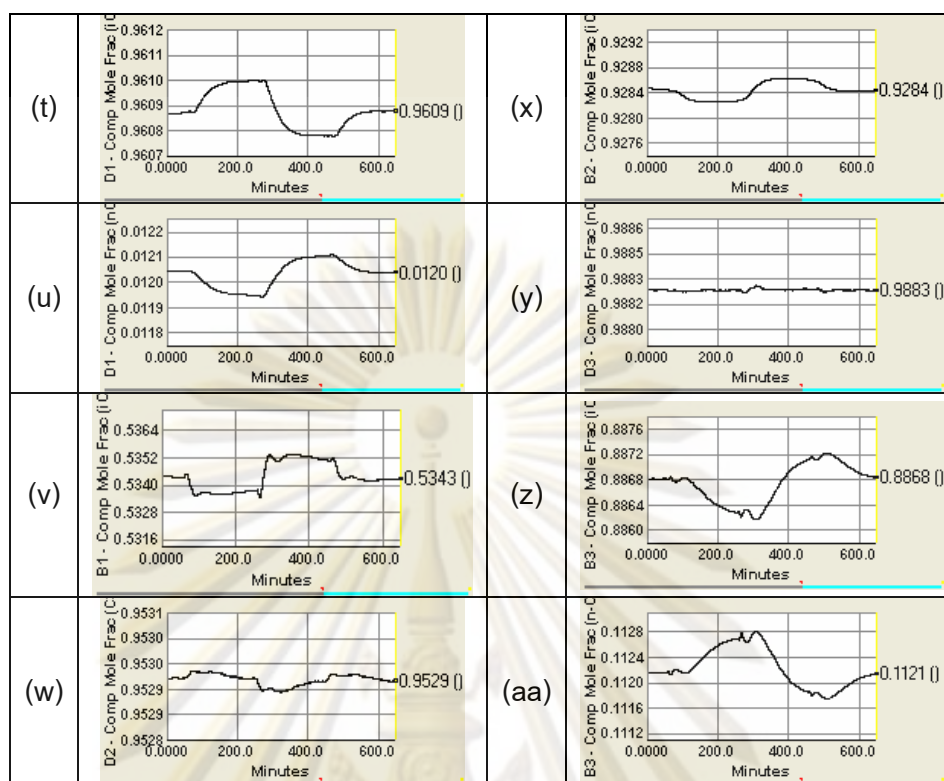 (t)
D1 - Comp Mole Frac (i C
0.9612
0.9611
0.9610
0.9609
0.9608
0.9607
0.0000 200.0 400.0 600.0
Minutes
0.9609 ()
(x)
B2 - Comp Mole Frac (i C
0.9292
0.9288
0.9284
0.9280
0.9276
0.0000 200.0 400.0 600.0
Minutes
0.9284 ()
(u)
D1 - Comp Mole Frac (n-C
0.0122
0.0121
0.0120
0.0119
0.0118
0.0000 200.0 400.0 600.0
Minutes
0.0120 ()
(y)
D3 - Comp Mole Frac (n-C
0.9886
0.9885
0.9883
0.9882
0.9880
0.0000 200.0 400.0 600.0
Minutes
0.9883 ()
(v)
B1 - Comp Mole Frac (i C
0.5364
0.5352
0.5340
0.5328
0.5316
0.0000 200.0 400.0 600.0
Minutes
0.5343 ()
(z)
B3 - Comp Mole Frac (i C
0.8876
0.8872
0.8868
0.8864
0.8860
0.0000 200.0 400.0 600.0
Minutes
0.8868 ()
(w)
D2 - Comp Mole Frac (C
0.9531
0.9530
0.9530
0.9529
0.9529
0.9528
0.0000 200.0 400.0 600.0
Minutes
0.9529 ()
(aa)
B3 - Comp Mole Frac (n-C
0.1128
0.1124
0.1120
0.1116
0.1112
0.0000 200.0 400.0 600.0
Minutes
0.1121 ()